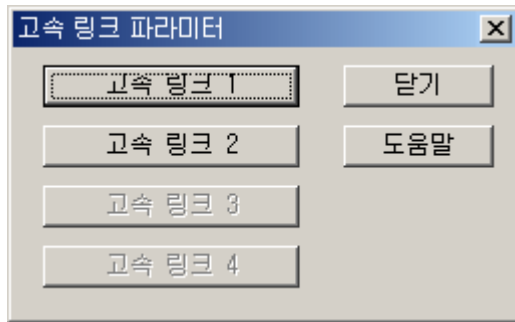 고속 링크 파라미터
고속 링크 1
닫기
고속 링크 2
도움말
고속 링크 3
고속 링크 4